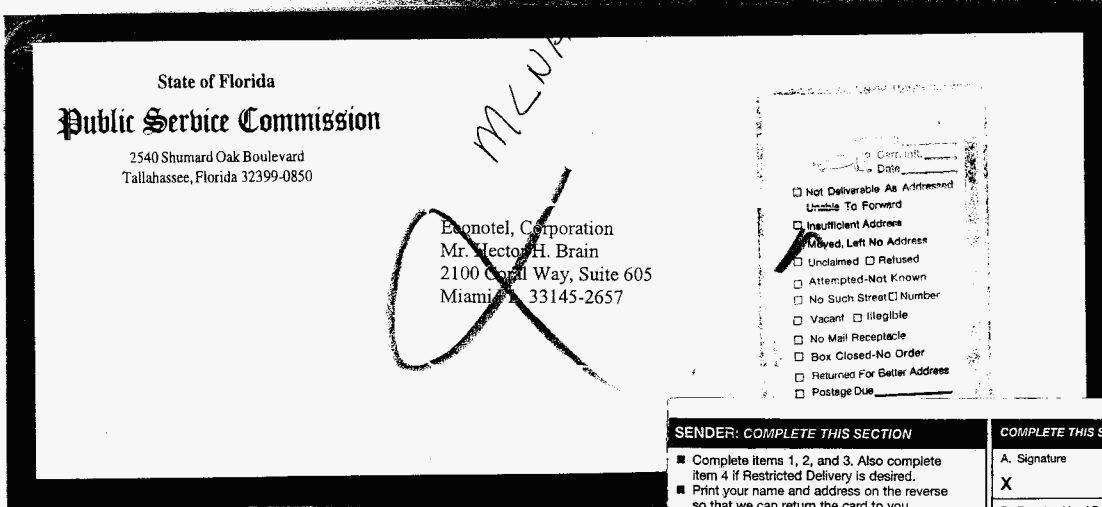 State of Florida
Public Service Commission
2540 Shumard Oak Boulevard
Tallahassee, Florida 32399-0850
MLNA
Econotel, Corporation
Mr. Hector H. Brain
2100 Coral Way, Suite 605
Miami FL 33145-2657
Date
Not Deliverable As Addressed
Unable To Forward
Insufficient Address
Moved, Left No Address
Unclaimed Refused
Attempted-Not Known
No Such Street Number
Vacant Illegible
No Mail Receptacle
Box Closed-No Order
Returned For Better Address
Postage Due
SENDER: COMPLETE THIS SECTION
Complete items 1, 2, and 3. Also complete
item 4 if Restricted Delivery is desired.
Print your name and address on the reverse
so that we can return the card to you.
COMPLETE THIS S
A. Signature
X